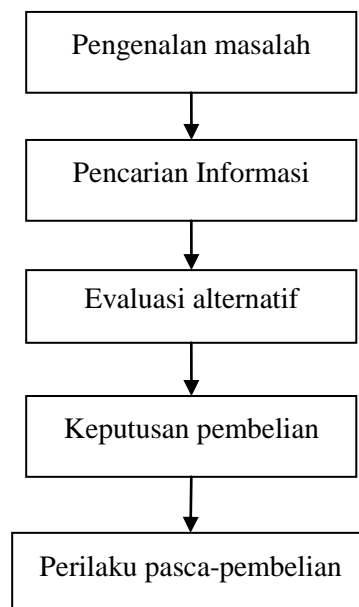 Pengenalan masalah
Pencarian Informasi
Evaluasi alternatif
Keputusan pembelian
Perilaku pasca-pembelian